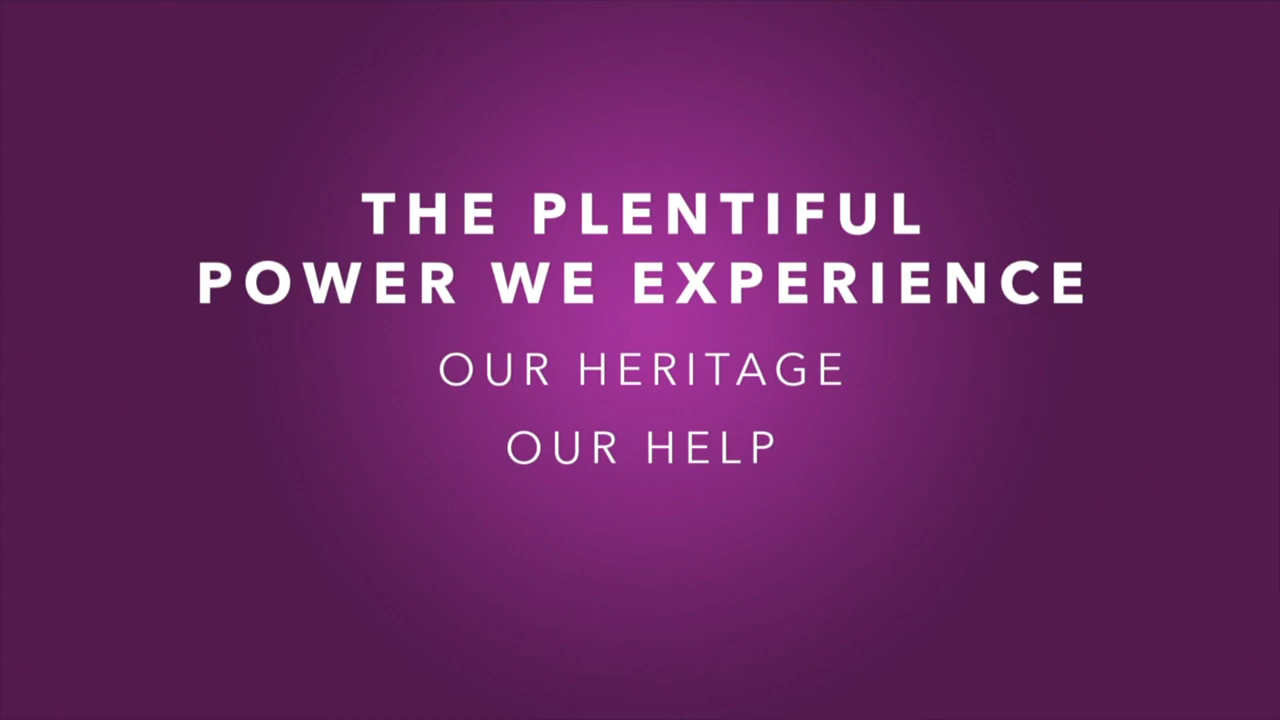 THE PLENTIFUL
POWER WE EXPERIENCE
OUR HERITAGE
OUR HELP